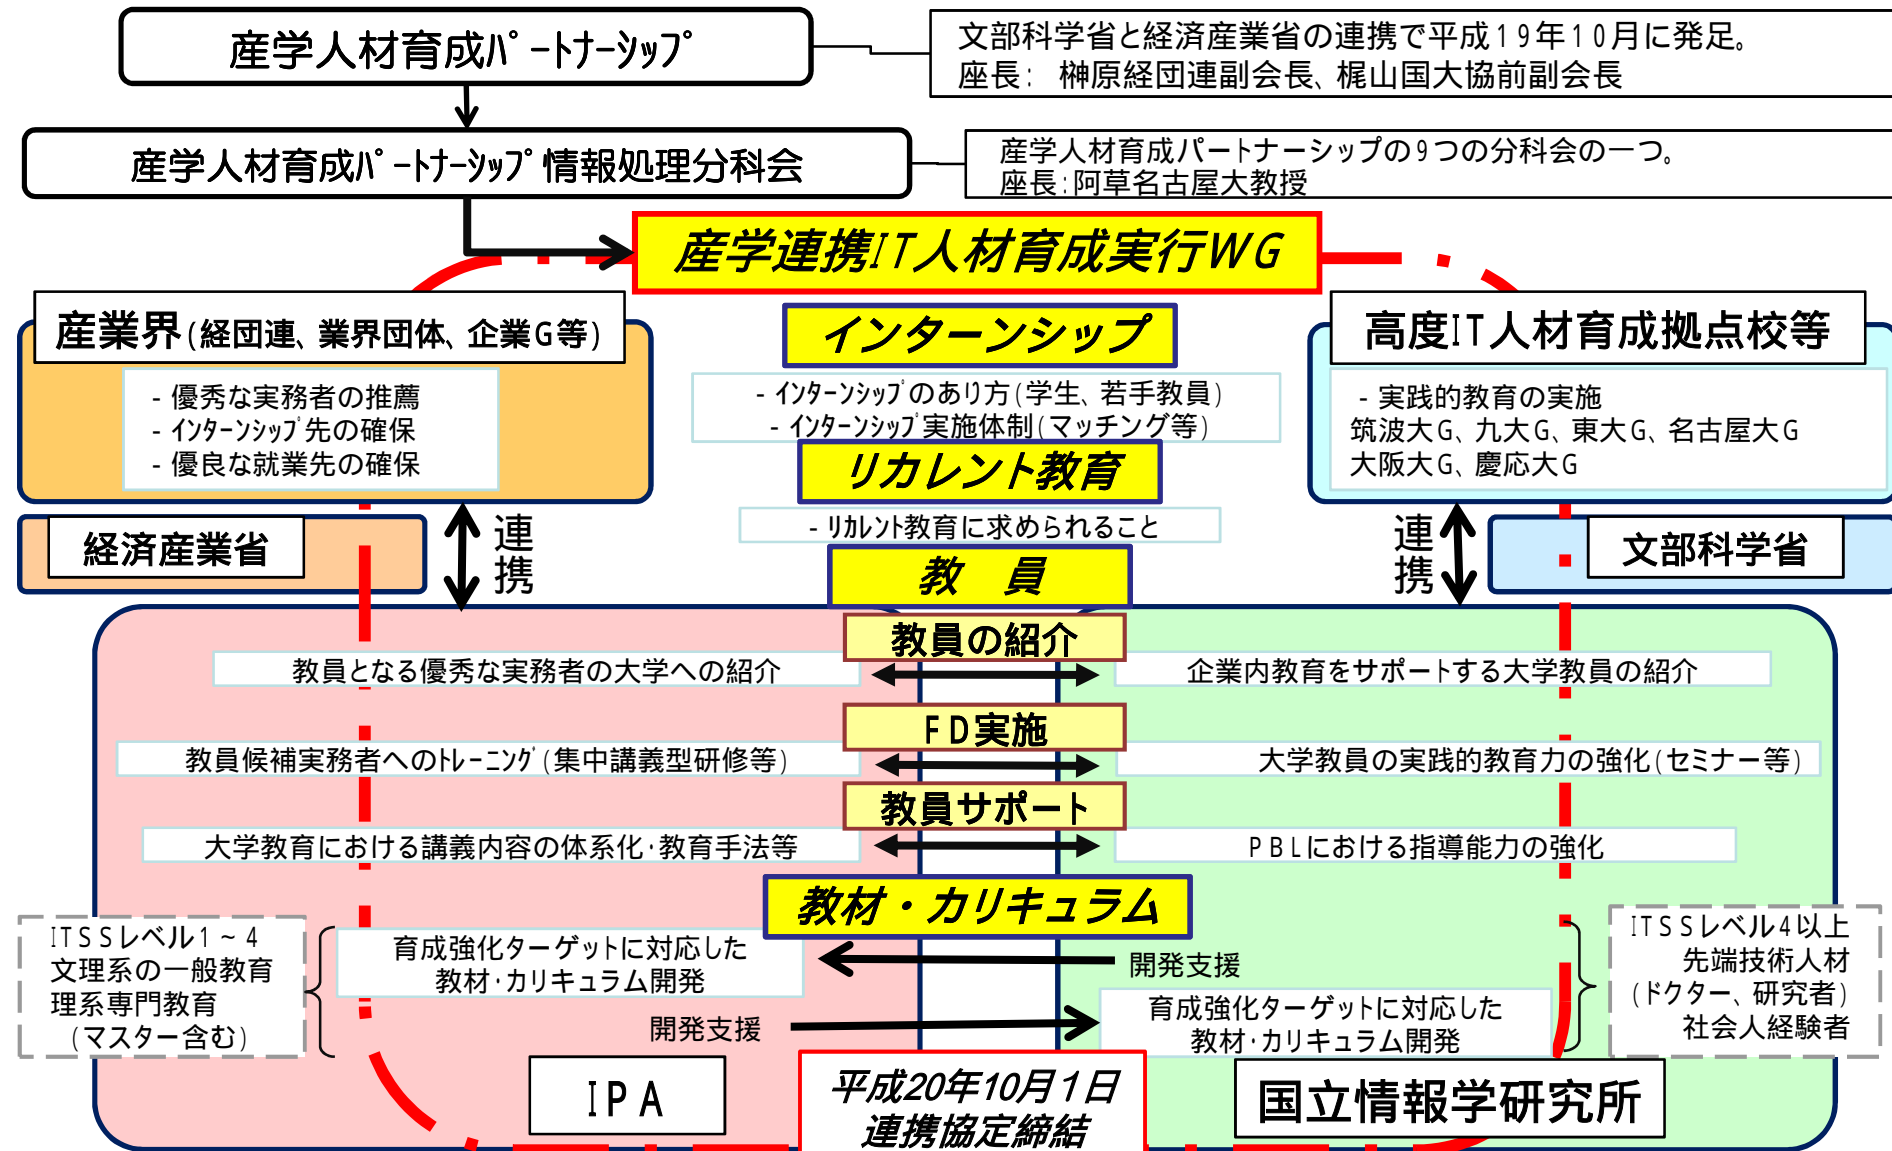 産学人材育成ﾊﾟｰﾄﾅｰｼｯﾌﾟ
文部科学省と経済産業省の連携で平成19年10月に発足。
座長： 榊原経団連副会長、梶山国大協前副会長
産学人材育成ﾊﾟｰﾄﾅｰｼｯﾌﾟ情報処理分科会
産学人材育成パートナーシップの9つの分科会の一つ。
座長：阿草名古屋大教授
産学連携IT人材育成実行WG
産業界(経団連、業界団体、企業G等)
- 優秀な実務者の推薦
- ｲﾝﾀｰﾝｼｯﾌﾟ先の確保
- 優良な就業先の確保
インターンシップ
- ｲﾝﾀｰﾝｼｯﾌﾟのあり方(学生、若手教員)
- ｲﾝﾀｰﾝｼｯﾌﾟ実施体制(マッチング等)
高度IT人材育成拠点校等
- 実践的教育の実施
筑波大G、九大G、東大G、名古屋大G
大阪大G、慶応大G
リカレント教育
- ﾘｶﾚﾝﾄ教育に求められること
経済産業省
連携
連携
文部科学省
教 員
教員の紹介
教員となる優秀な実務者の大学への紹介
企業内教育をサポートする大学教員の紹介
FD実施
教員候補実務者へのﾄﾚｰﾆﾝｸﾞ(集中講義型研修等)
大学教員の実践的教育力の強化(セミナー等)
教員サポート
大学教育における講義内容の体系化・教育手法等
PBLにおける指導能力の強化
教材・カリキュラム
ITSSレベル1~4
文理系の一般教育
理系専門教育
(マスター含む)
育成強化ターゲットに対応した
教材・カリキュラム開発
開発支援
開発支援
育成強化ターゲットに対応した
教材・カリキュラム開発
ITSSレベル4以上
先端技術人材
(ドクター、研究者)
社会人経験者
IPA
平成20年10月1日
連携協定締結
国立情報学研究所